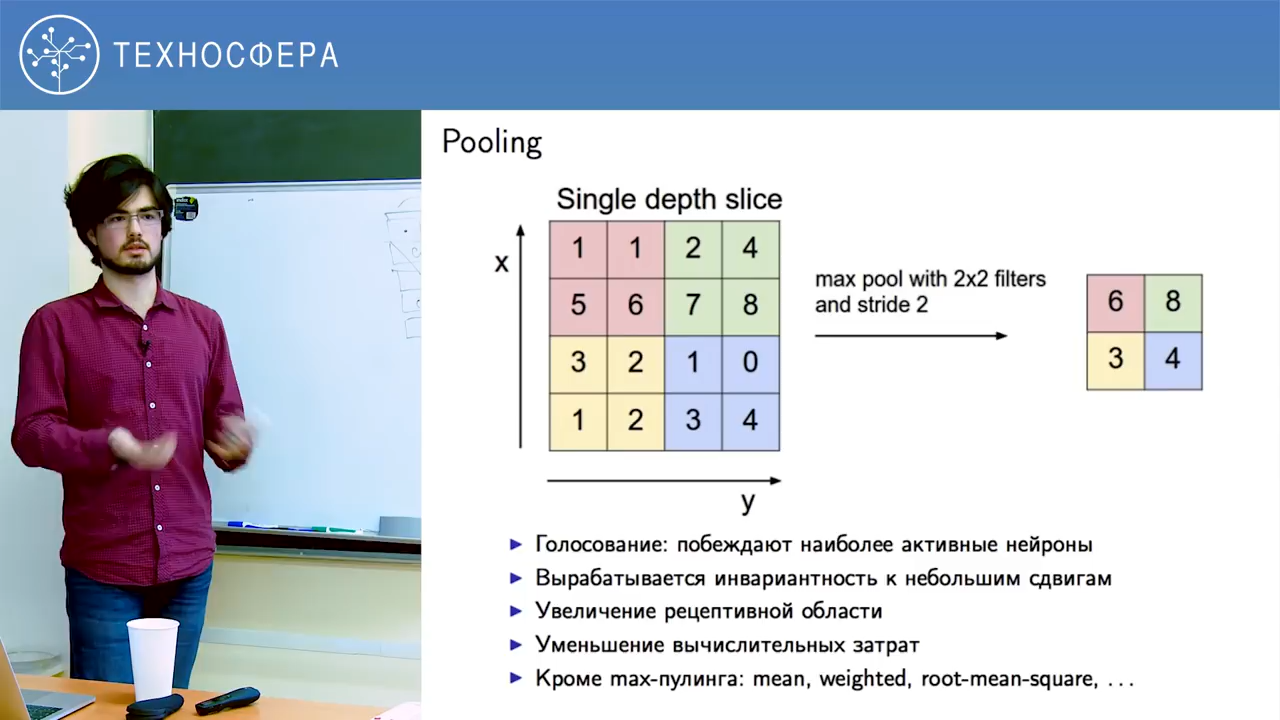 ТЕХНОСФЕРА
Pooling
Single depth slice
x
1 1 2 4
5 6 7 8
3 2 1 0
1 2 3 4
y
max pool with 2x2 filters
and stride 2
6 8
3 4
Голосование: побеждают наиболее активные нейроны
Вырабатывается инвариантность к небольшим сдвигам
Увеличение рецептивной области
Уменьшение вычислительных затрат
Кроме max-пулинга: mean, weighted, root-mean-square, ...